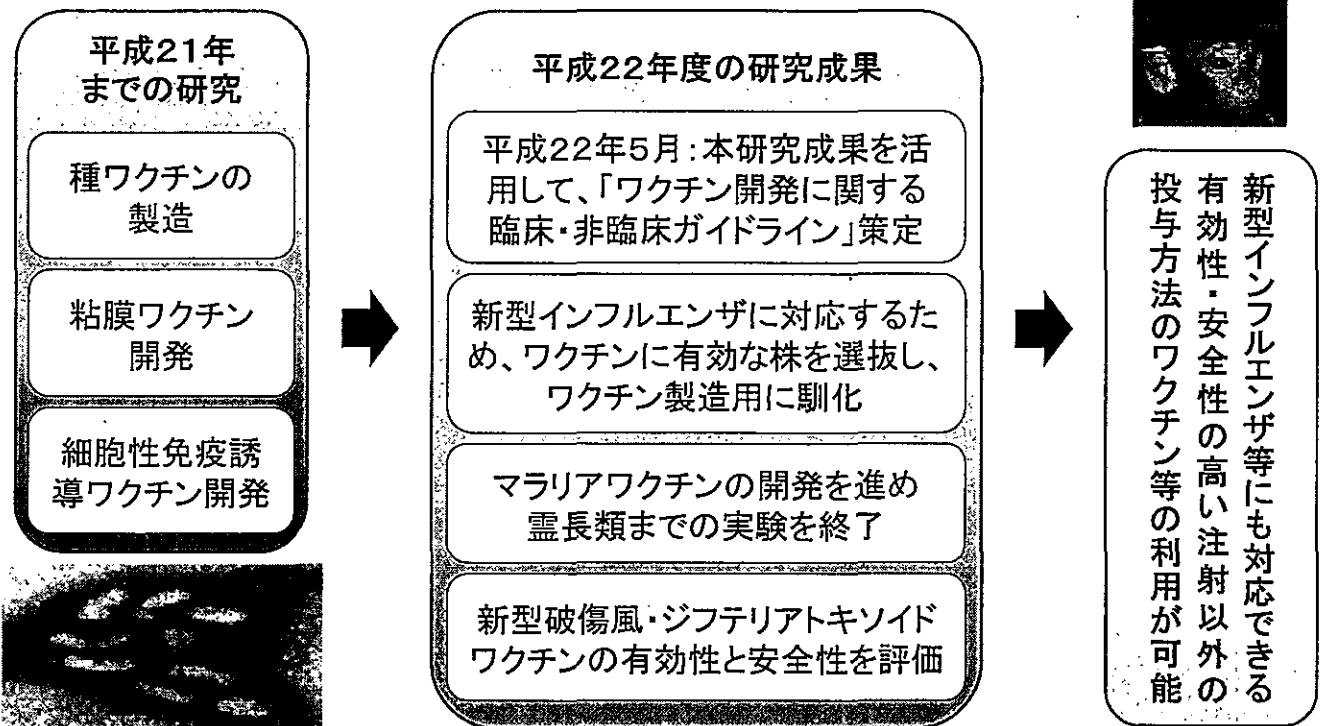 平成21年
までの研究
種ワクチンの
製造
粘膜ワクチン
開発
細胞性免疫誘
導ワクチン開発
平成22年度の研究成果
平成22年5月:本研究成果を活
用して、「ワクチン開発に関する
臨床・非臨床ガイドライン」策定
新型インフルエンザに対応するた
め、ワクチンに有効な株を選抜し、
ワクチン製造用に馴化
マラリアワクチンの開発を進め
霊長類までの実験を終了
新型破傷風・ジフテリアトキソイド
ワクチンの有効性と安全性を評価
新型インフルエンザ等にも対応できる
有効性・安全性の高い注射以外の
投与方法のワクチン等の利用が可能